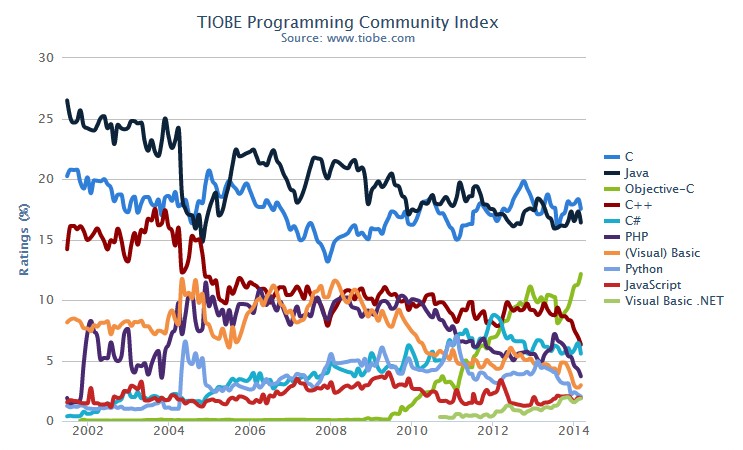 TIOBE Programming Community Index
Source: www.tiobe.com
Ratings (%)
30
25
20
15
10
5
0
2002 2004 2006 2008 2010 2012 2014
C
Java
Objective-C
C++
C#
PHP
(Visual) Basic
Python
JavaScript
Visual Basic .NET